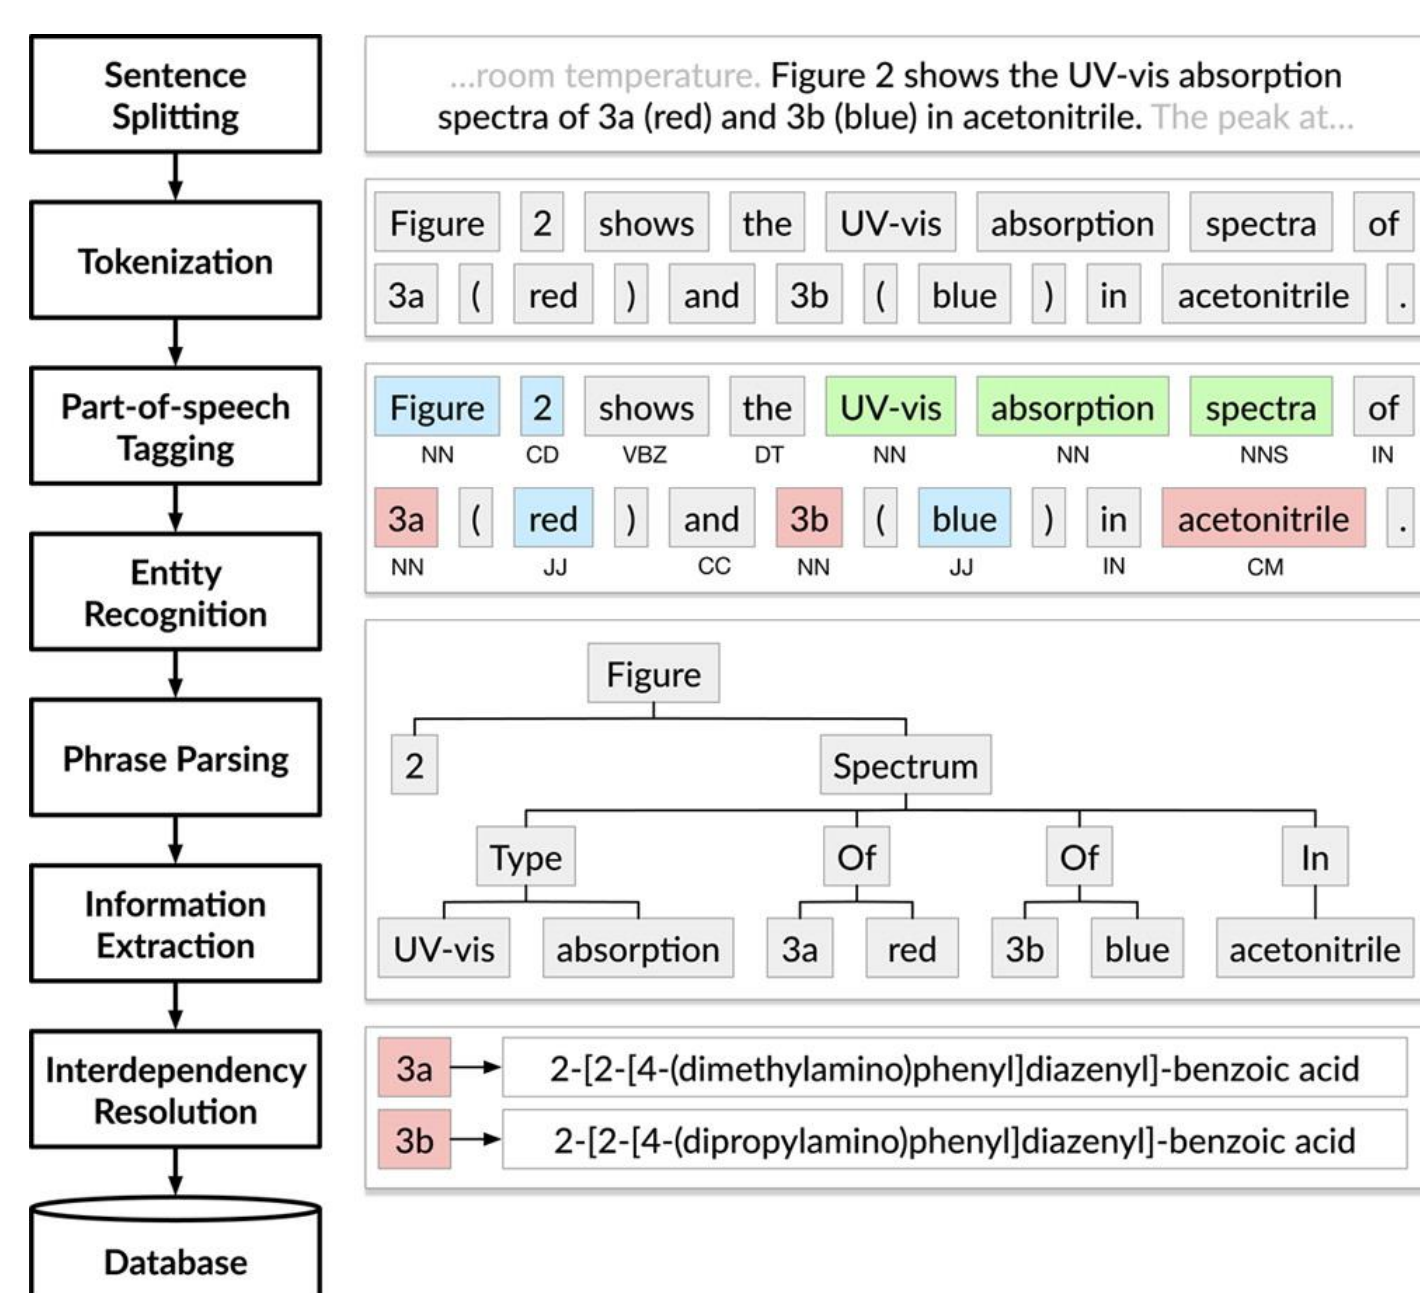 Sentence
Splitting
Tokenization
Part-of-speech
Tagging
Entity
Recognition
Phrase Parsing
Information
Extraction
Interdependency
Resolution
Database
...room temperature. Figure 2 shows the UV-vis absorption
spectra of 3a (red) and 3b (blue) in acetonitrile. The peak at...
Figure 2 shows the UV-vis absorption spectra of
3a ( red ) and 3b ( blue ) in acetonitrile .
Figure 2 shows the UV-vis absorption spectra of
NN CD VBZ DT NN NN NNS IN
3a ( red ) and 3b ( blue ) in acetonitrile .
NN JJ CC NN JJ IN CM
Figure
2 Spectrum
Type Of Of In
UV-vis absorption 3a red 3b blue acetonitrile
3a 2-[2-[4-(dimethylamino)phenyl]diazenyl]-benzoic acid
3b 2-[2-[4-(dipropylamino)phenyl]diazenyl]-benzoic acid